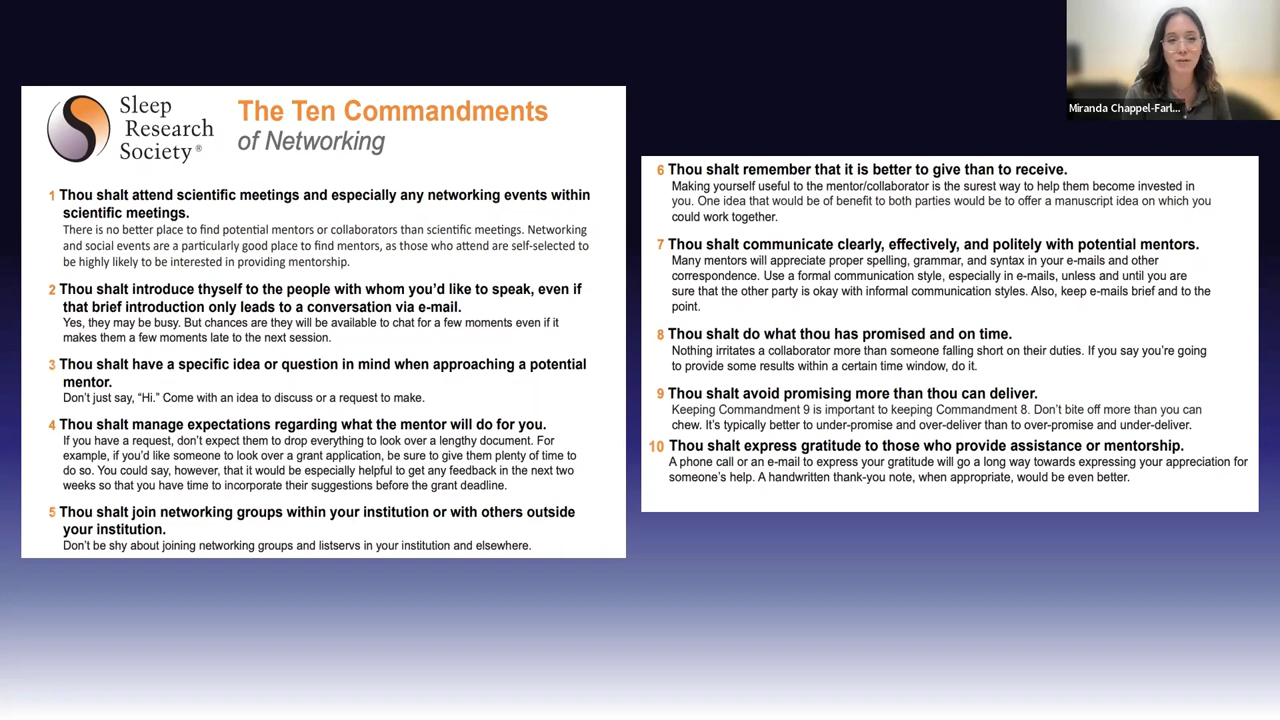 Sleep
Research
Society®
The Ten Commandments
of Networking
1 Thou shalt attend scientific meetings and especially any networking events within
scientific meetings.
There is no better place to find potential mentors or collaborators than scientific meetings. Networking
and social events are a particularly good place to find mentors, as those who attend are self-selected to
be highly likely to be interested in providing mentorship.
2 Thou shalt introduce thyself to the people with whom you'd like to speak, even if
that brief introduction only leads to a conversation via e-mail.
Yes, they may be busy. But chances are they will be available to chat for a few moments even if it
makes them a few moments late to the next session.
3 Thou shalt have a specific idea or question in mind when approaching a potential
mentor.
Don't just say, “Hi.” Come with an idea to discuss or a request to make.
4 Thou shalt manage expectations regarding what the mentor will do for you.
If you have a request, don't expect them to drop everything to look over a lengthy document. For
example, if you'd like someone to look over a grant application, be sure to give them plenty of time to
do so. You could say, however, that it would be especially helpful to get any feedback in the next two
weeks so that you have time to incorporate their suggestions before the grant deadline.
5 Thou shalt join networking groups within your institution or with others outside
your institution.
Don't be shy about joining networking groups and listservs in your institution and elsewhere.
6 Thou shalt remember that it is better to give than to receive.
Making yourself useful to the mentor/collaborator is the surest way to help them become invested in
you. One idea that would be of benefit to both parties would be to offer a manuscript idea on which you
could work together.
7 Thou shalt communicate clearly, effectively, and politely with potential mentors.
Many mentors will appreciate proper spelling, grammar, and syntax in your e-mails and other
correspondence. Use a formal communication style, especially in e-mails, unless and until you are
sure that the other party is okay with informal communication styles. Also, keep e-mails brief and to the
point.
8 Thou shalt do what thou has promised and on time.
Nothing irritates a collaborator more than someone falling short on their duties. If you say you're going
to provide some results within a certain time window, do it.
9 Thou shalt avoid promising more than thou can deliver.
Keeping Commandment 9 is important to keeping Commandment 8. Don't bite off more than you can
chew. It's typically better to under-promise and over-deliver than to over-promise and under-deliver.
10 Thou shalt express gratitude to those who provide assistance or mentorship.
A phone call or an e-mail to express your gratitude will go a long way towards expressing your appreciation for
someone's help. A handwritten thank-you note, when appropriate, would be even better.
Miranda Chappel-Farl...